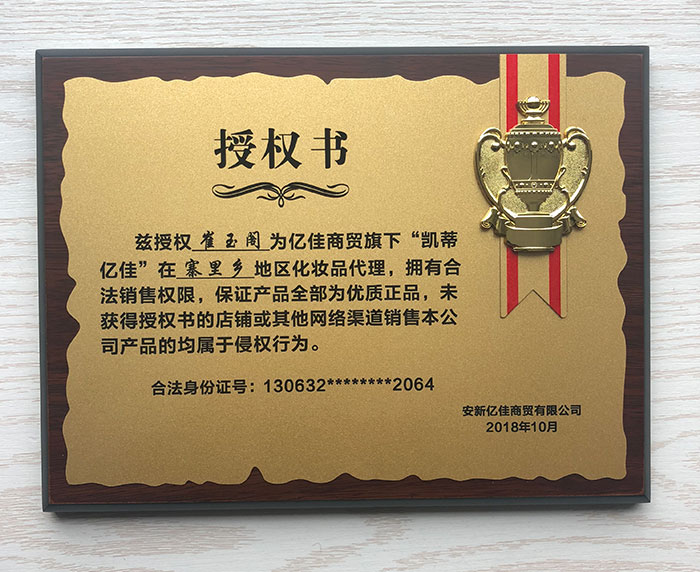 授权书
兹授权 崔玉阁 为亿佳商贸旗下“凯蒂
亿佳”在 寨里乡 地区化妆品代理，拥有合
法销售权限，保证产品全部为优质正品，未
获得授权书的店铺或其他网络渠道销售本公
司产品的均属于侵权行为。
合法身份证号：130632********2064
安新亿佳商贸有限公司
2018年10月